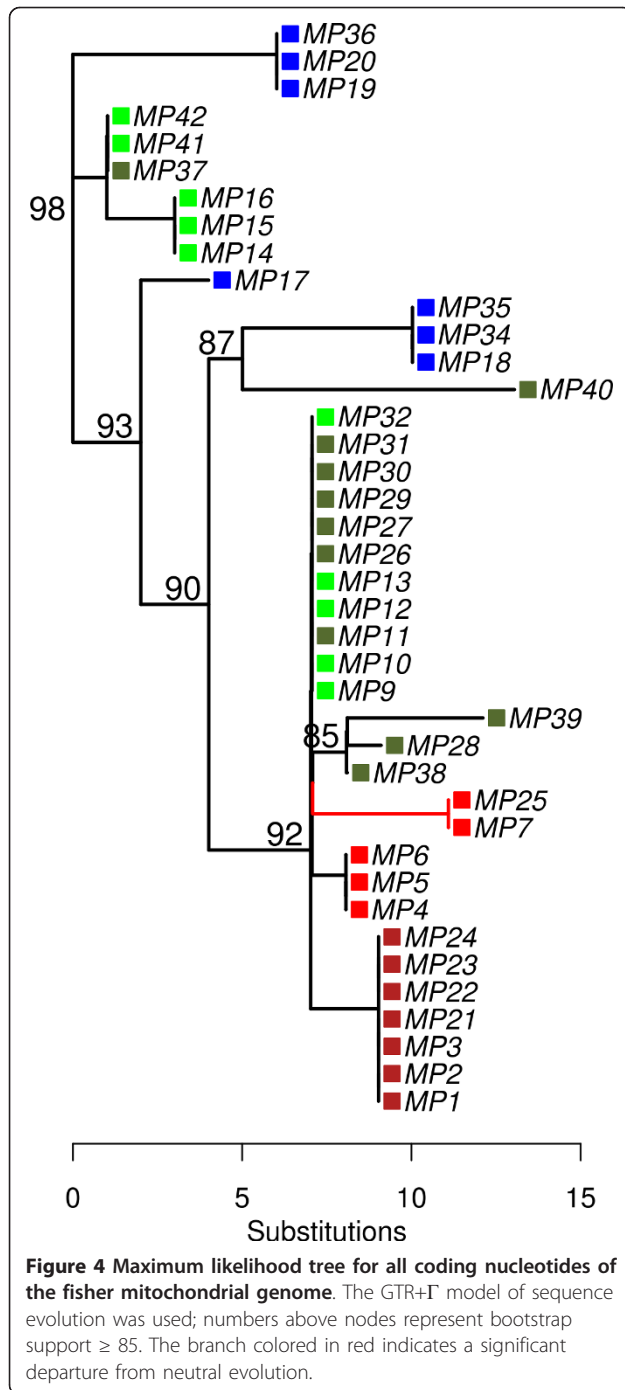 MP36
MP20
MP19
MP42
MP41
MP37
MP16
98
MP15
MP14
MP17
MP35
87
MP34
MP18
MP40
MP32
93
MP31
MP30
MP29
MP27
MP26
MP13
90
MP12
MP11
MP10
MP9
MP39
85
MP28
MP38
MP25
MP7
92
MP6
MP5
MP4
MP24
MP23
MP22
MP21
MP3
MP2
MP1
0 5 10 15
Substitutions
Figure 4 Maximum likelihood tree for all coding nucleotides of
the fisher mitochondrial genome. The GTR+Γ model of sequence
evolution was used; numbers above nodes represent bootstrap
support ≥ 85. The branch colored in red indicates a significant
departure from neutral evolution.